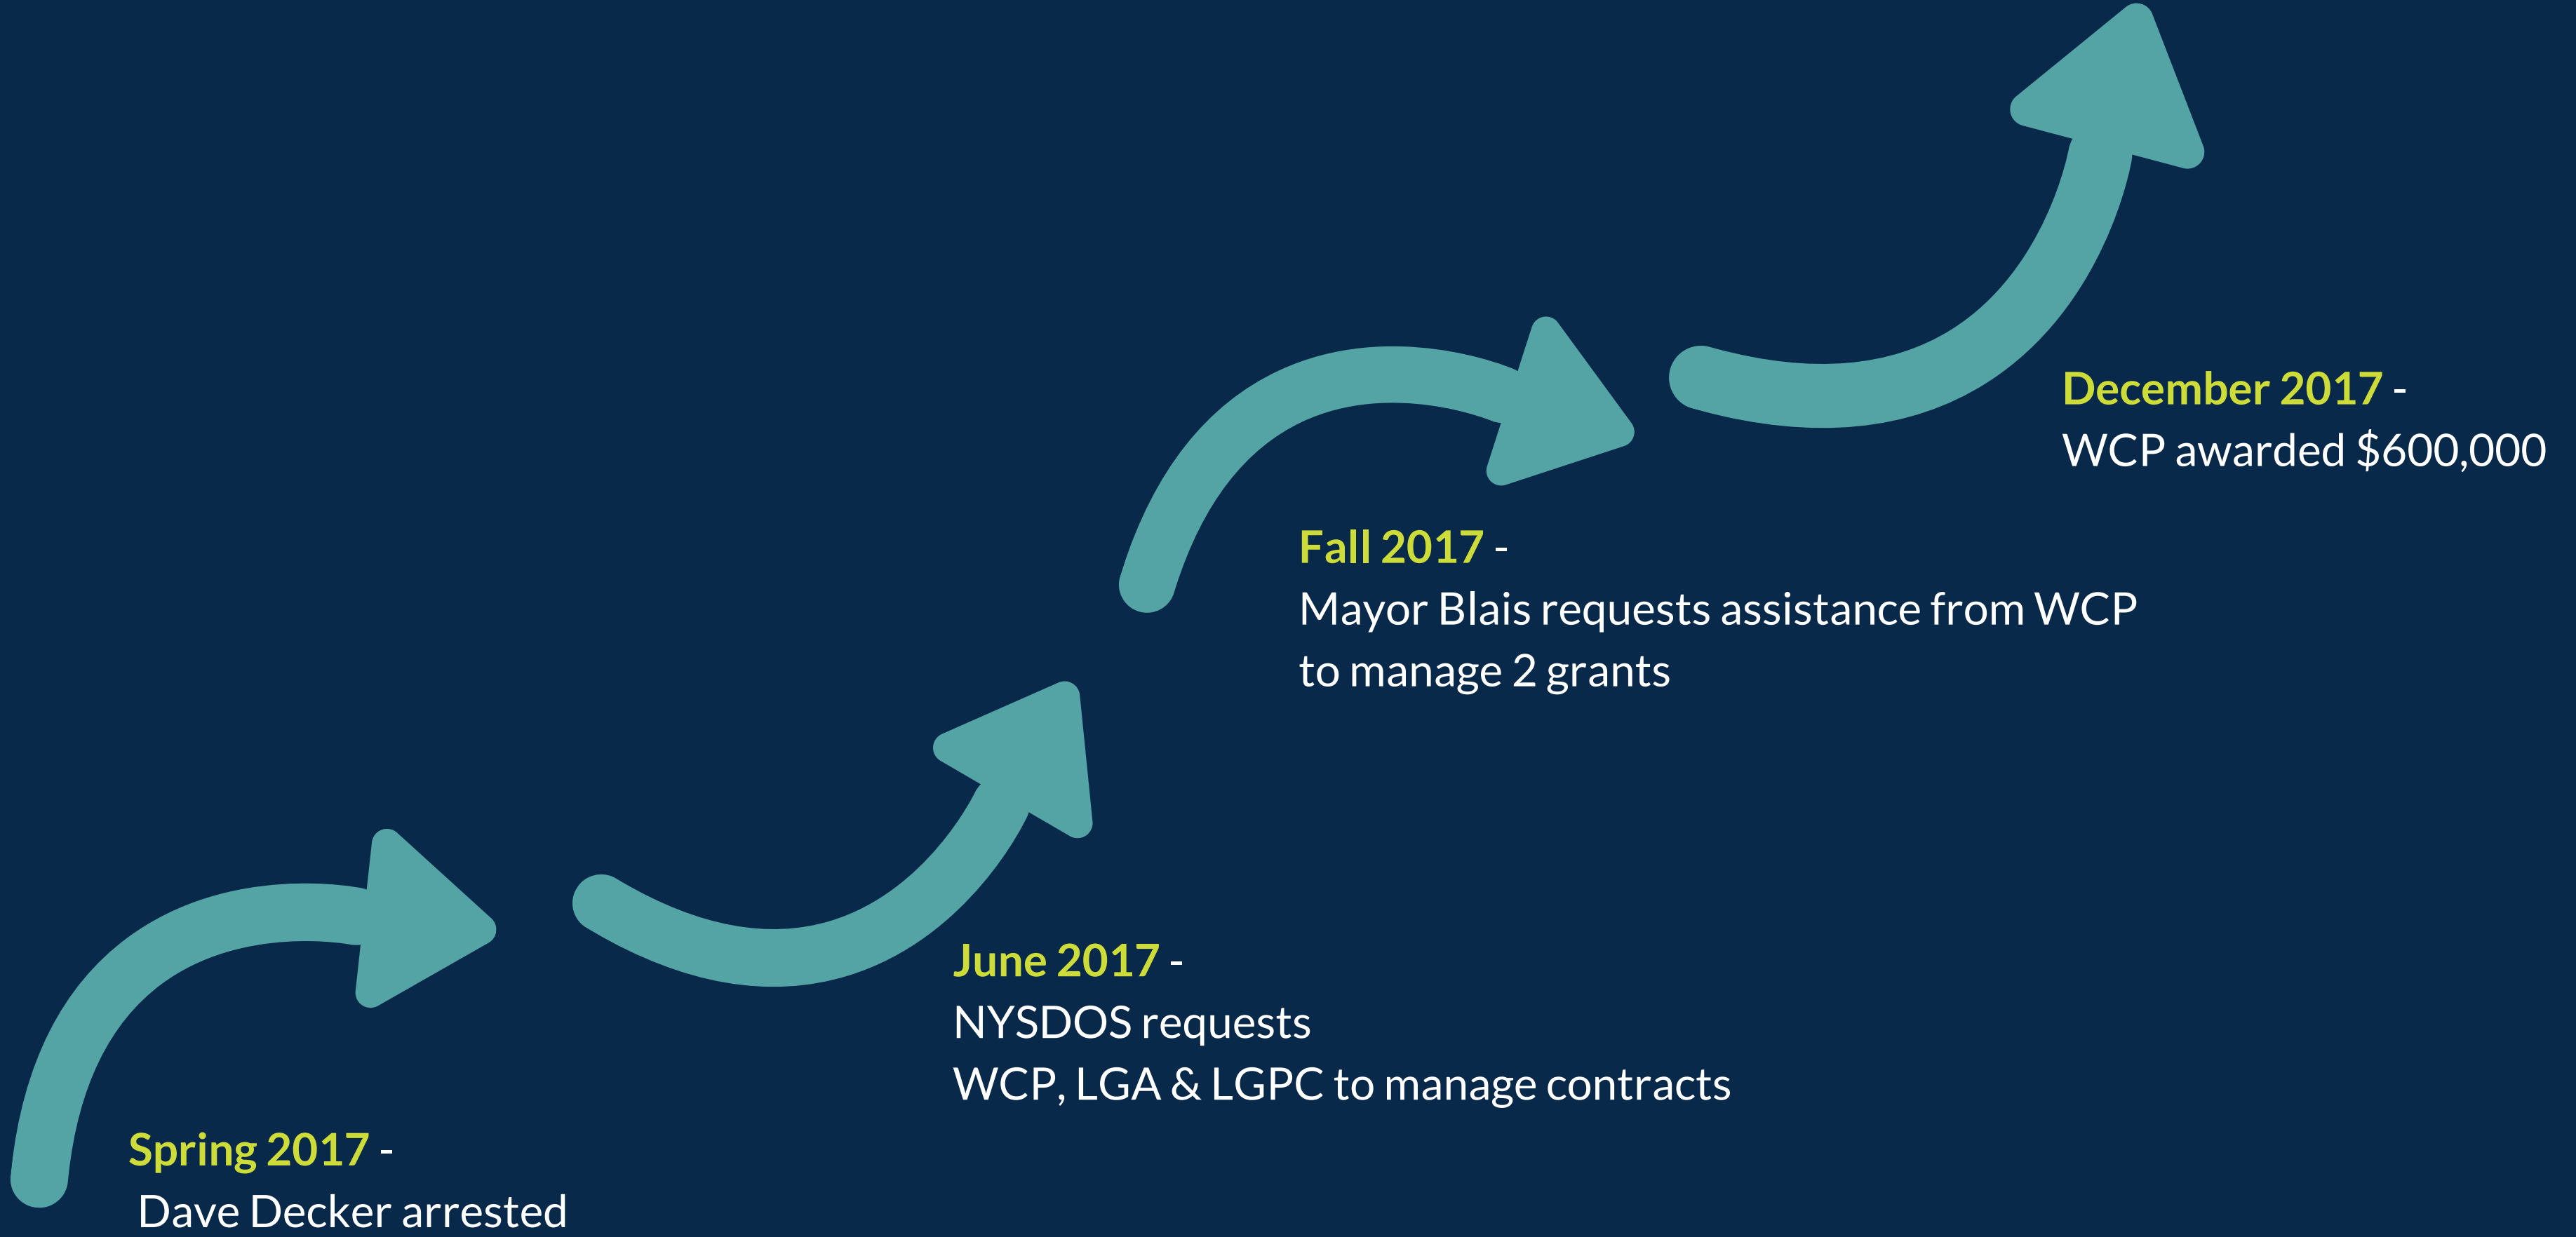 Spring 2017 -
Dave Decker arrested
June 2017 -
NYSDOS requests
WCP, LGA & LGPC to manage contracts
Fall 2017 -
Mayor Blais requests assistance from WCP
to manage 2 grants
December 2017 -
WCP awarded $600,000